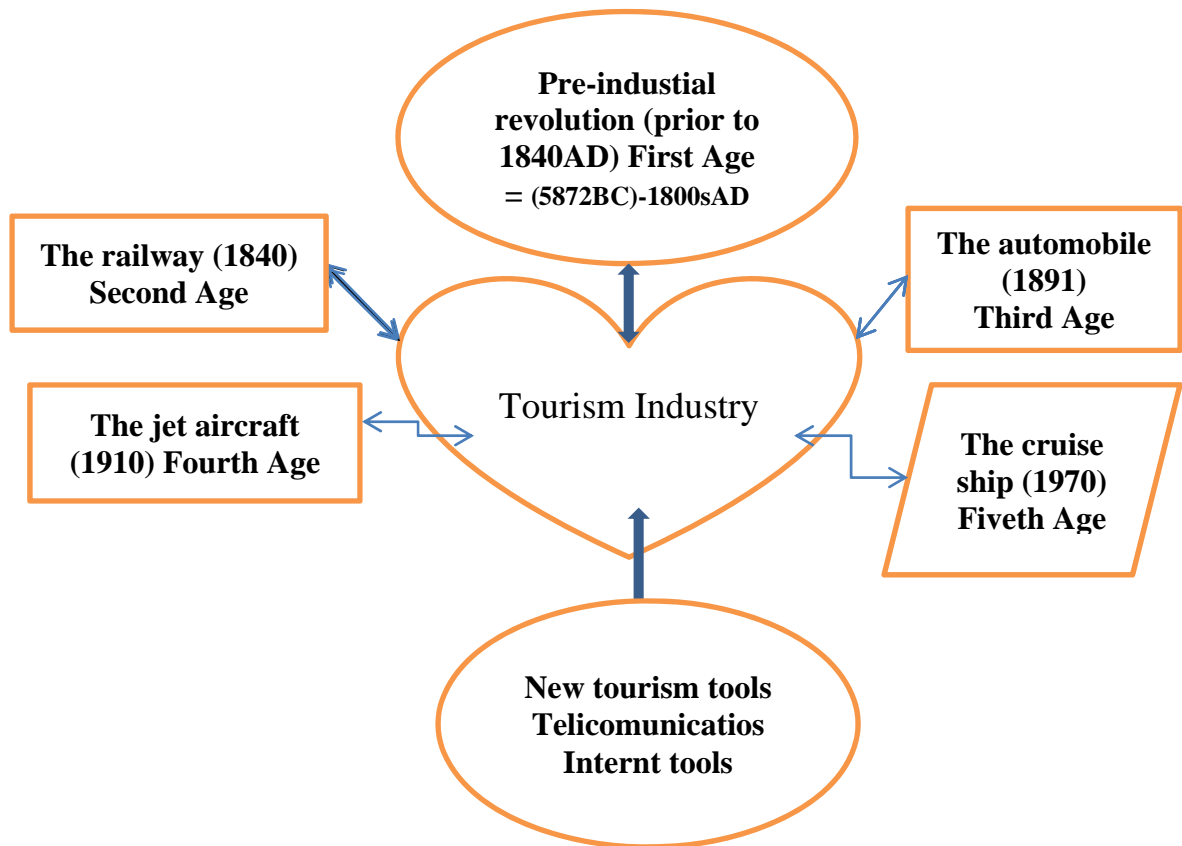 Pre-industial
revolution (prior to
1840AD) First Age
= (5872BC)-1800sAD
The railway (1840)
Second Age
The automobile
(1891)
Third Age
Tourism Industry
The jet aircraft
(1910) Fourth Age
The cruise
ship (1970)
Fiveth Age
New tourism tools
Telicomunicatios
Internt tools